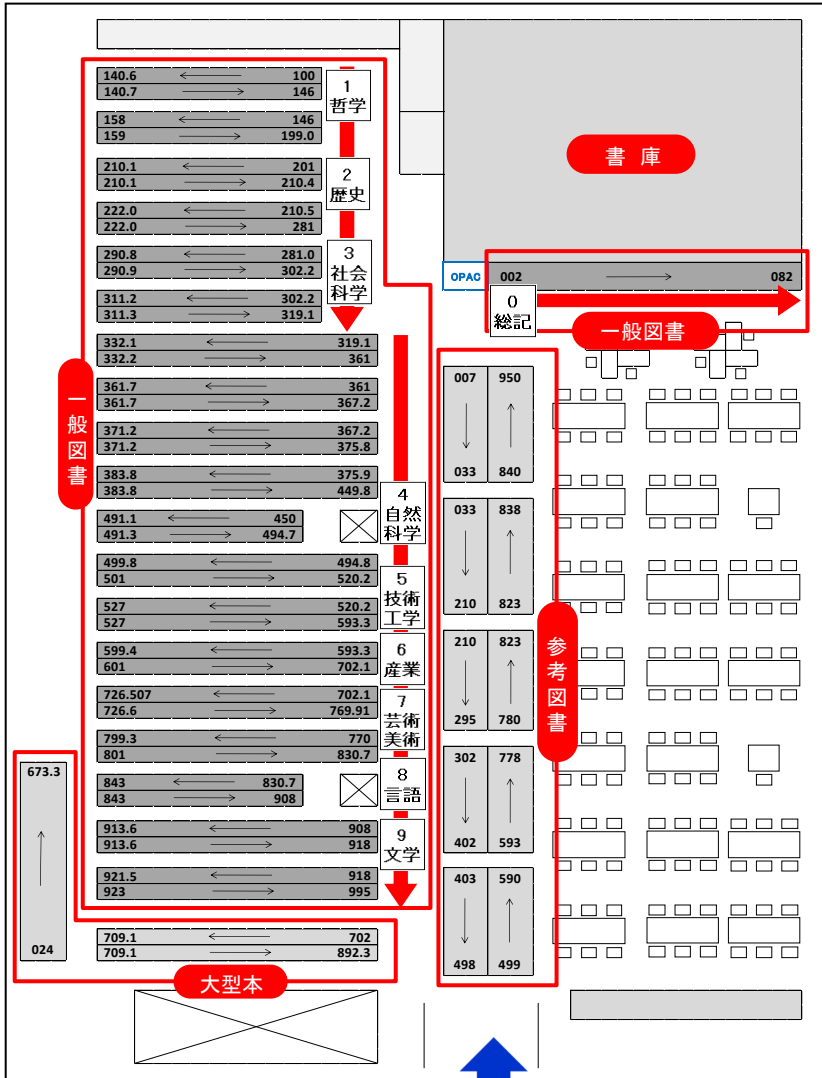 140.6 ← 100
140.7 → 146
1
哲学
158 ← 146
159 → 199.0
書 庫
210.1 ← 201
210.1 → 210.4
2
歴史
222.0 ← 210.5
222.0 → 281
290.8 ← 281.0
290.9 → 302.2
3
社会
科学
OPAC 002 → 082
0
総記
一般図書
311.2 ← 302.2
311.3 → 319.1
332.1 ← 319.1
332.2 → 361
一般図書
361.7 ← 361
361.7 → 367.2
371.2 ← 367.2
371.2 → 375.8
383.8 ← 375.9
383.8 → 449.8
4
自然
科学
491.1 ← 450
491.3 → 494.7
499.8 ← 494.8
501 → 520.2
5
技術
工学
527 ← 520.2
527 → 593.3
599.4 ← 593.3
601 → 702.1
6
産業
726.507 ← 702.1
726.6 → 769.91
7
芸術
美術
799.3 ← 770
801 → 830.7
843 ← 830.7
843 → 908
8
言語
913.6 ← 908
913.6 → 918
9
文学
921.5 ← 918
923 → 995
673.3
↑
024
709.1 ← 702
709.1 → 892.3
大型本
007 950
↓ ↑
033 840
033 838
↓ ↑
210 823
210 823
↓ ↑
295 780
参考図書
302 778
↓ ↑
402 593
403 590
↓ ↑
498 499